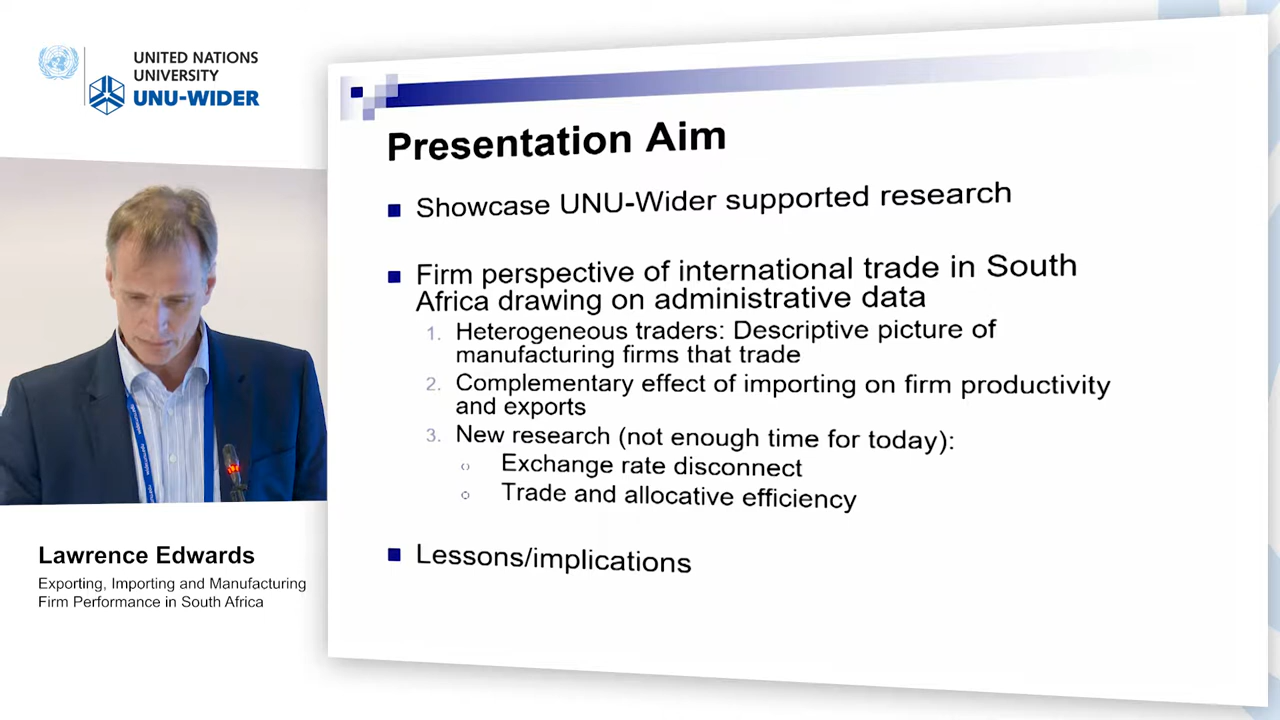 UNITED NATIONS
UNIVERSITY
UNU-WIDER
Presentation Aim
Showcase UNU-Wider supported research
Firm perspective of international trade in South
Africa drawing on administrative data
1. Heterogeneous traders: Descriptive picture of
manufacturing firms that trade
2. Complementary effect of importing on firm productivity
and exports
3. New research (not enough time for today):
Exchange rate disconnect
Trade and allocative efficiency
Lessons/implications
Lawrence Edwards
Exporting, Importing and Manufacturing
Firm Performance in South Africa